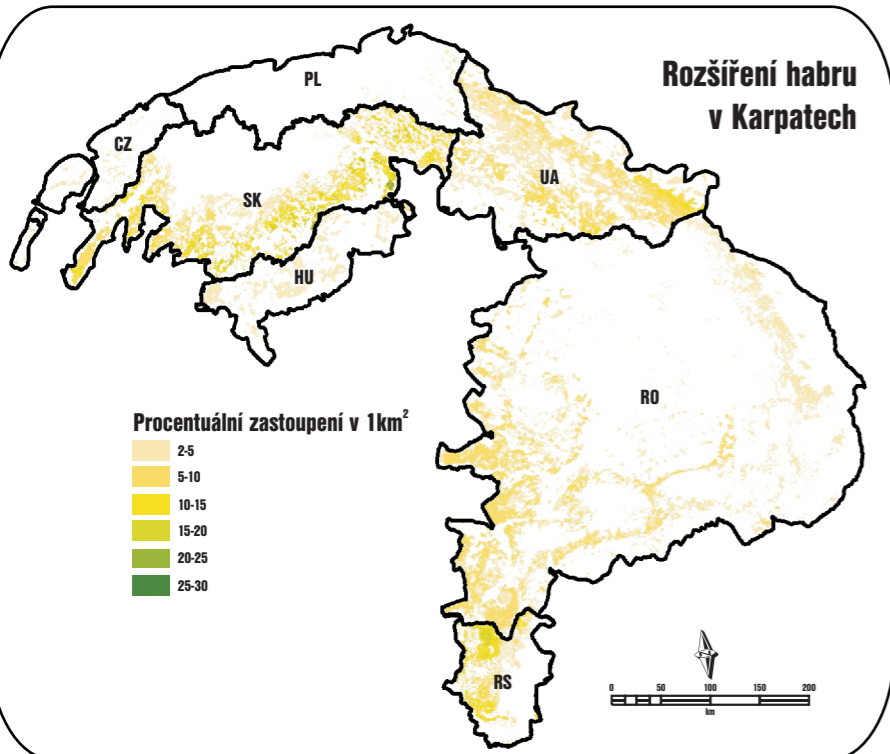 Rozšíření habru
v Karpatech
PL
CZ
SK
UA
HU
RO
RS
Procentuální zastoupení v 1km²
2-5
5-10
10-15
15-20
20-25
25-30
0 50 100 150 200
km